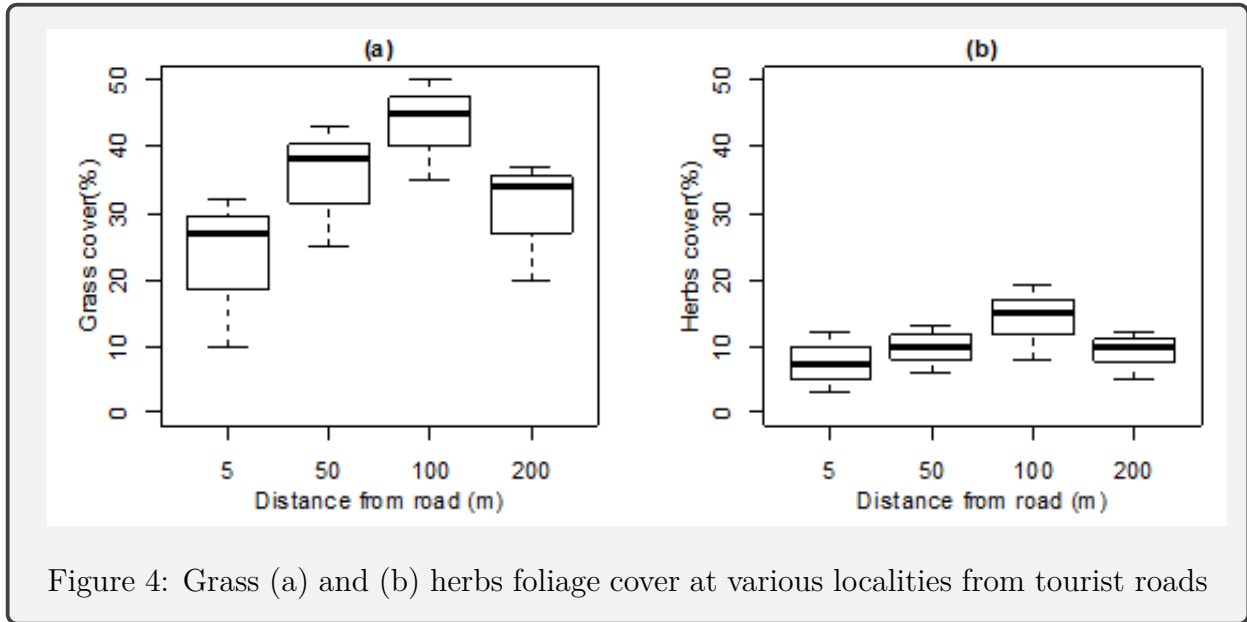 (a)
50
40
30
20
10
0
Grass cover(%)
5 50 100 200
Distance from road (m)
(b)
50
40
30
20
10
0
Herbs cover(%)
5 50 100 200
Distance from road (m)
Figure 4: Grass (a) and (b) herbs foliage cover at various localities from tourist roads